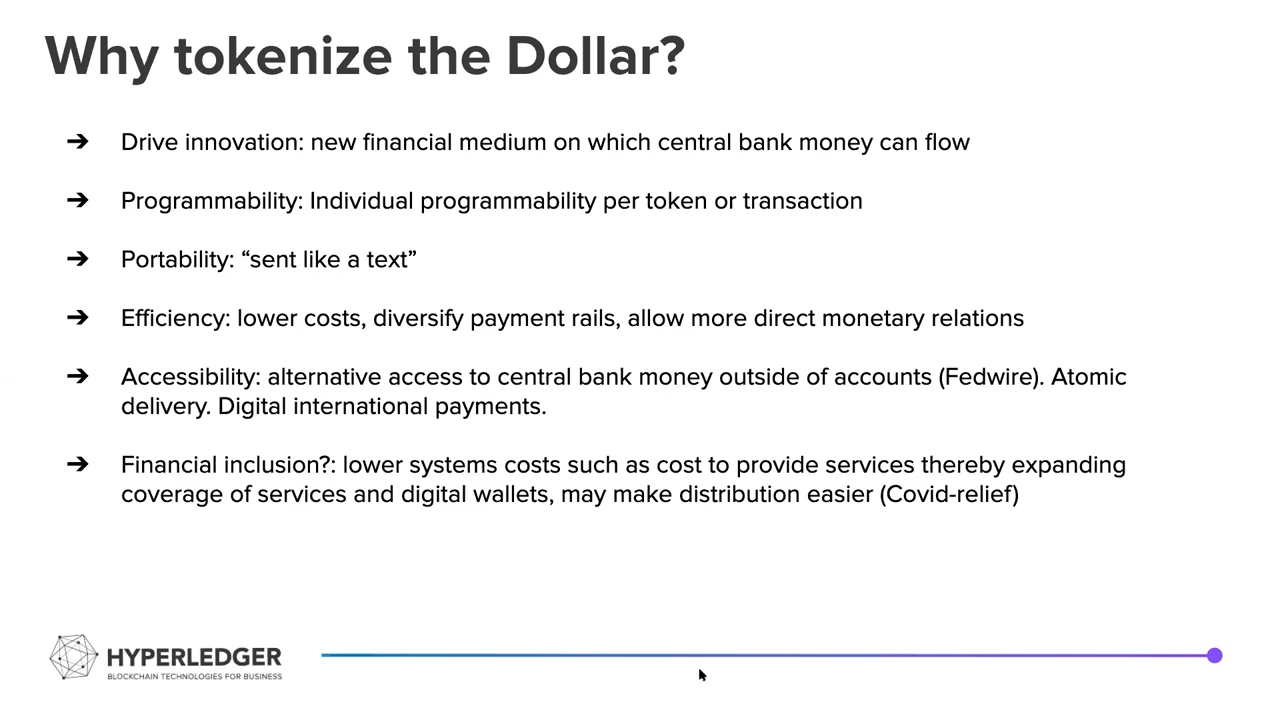 Why tokenize the Dollar?
➔ Drive innovation: new financial medium on which central bank money can flow
➔ Programmability: Individual programmability per token or transaction
➔ Portability: “sent like a text”
➔ Efficiency: lower costs, diversify payment rails, allow more direct monetary relations
➔ Accessibility: alternative access to central bank money outside of accounts (Fedwire). Atomic
delivery. Digital international payments.
➔ Financial inclusion?: lower systems costs such as cost to provide services thereby expanding
coverage of services and digital wallets, may make distribution easier (Covid-relief)
HYPERLEDGER
BLOCKCHAIN TECHNOLOGIES FOR BUSINESS